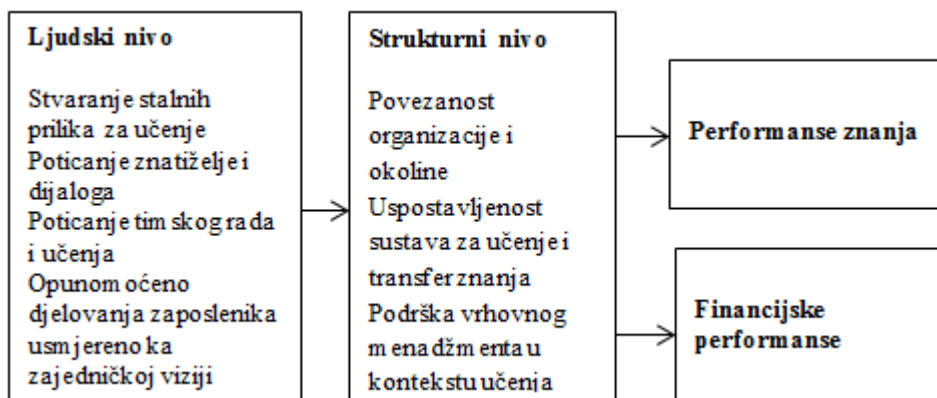 Ljudski nivo
Stvaranje stalnih
prilika za učenje
Poticanje znatiželje i
dijaloga
Poticanje timskog rada
i učenja
Opunomoćeno
djelovanja zaposlenika
usmjereno ka
zajedničkoj viziji
Strukturni nivo
Povezanost
organizacije i
okoline
Uspostavljenost
sustava za učenje i
transfer znanja
Podrška vrhovnog
menadžmenta u
kontekstu učenja
Performanse znanja
Financijske
performanse